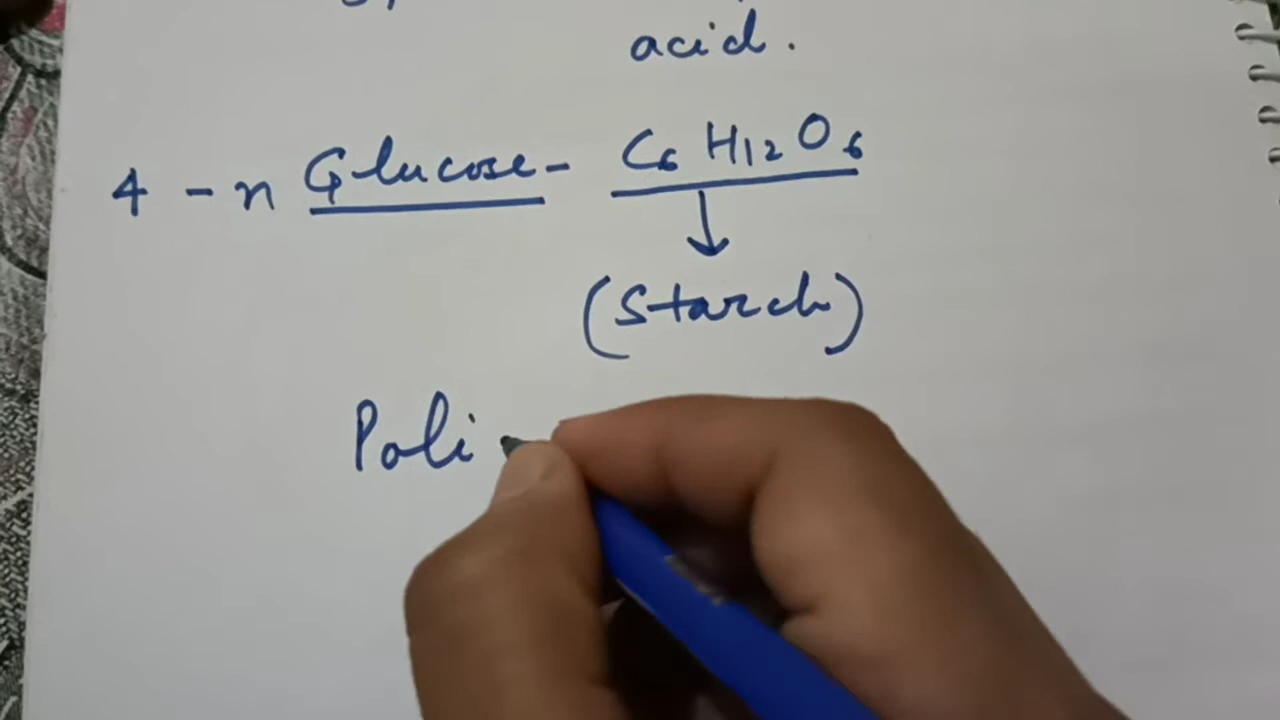 acid.
4 - n Glucose - C6 H12 O6
(Starch)
Poli